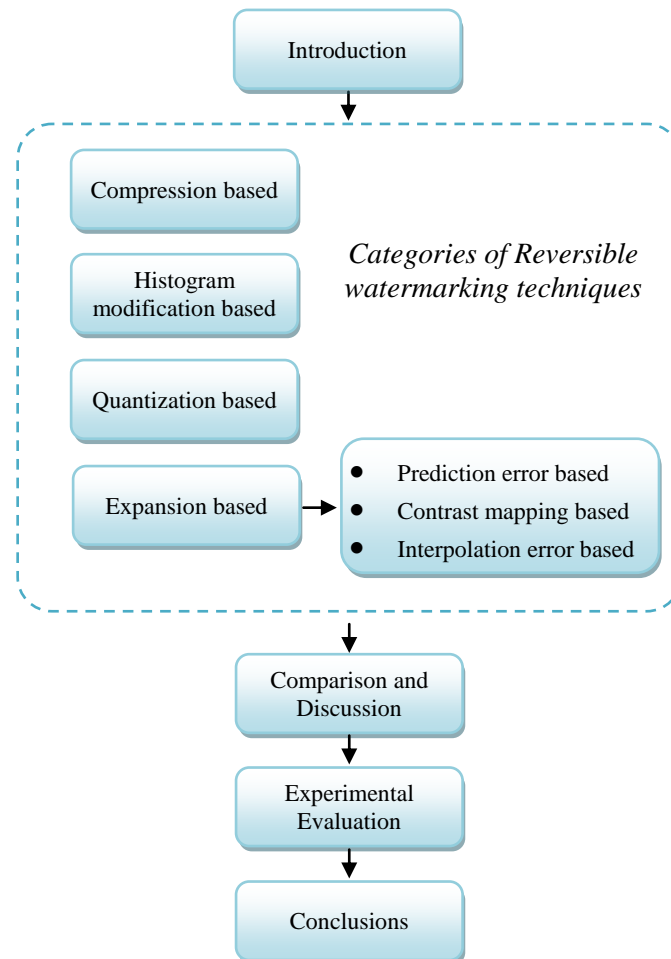 Introduction
Compression based
Categories of Reversible
watermarking techniques
Histogram
modification based
Quantization based
Expansion based
● Prediction error based
● Contrast mapping based
● Interpolation error based
Comparison and
Discussion
Experimental
Evaluation
Conclusions